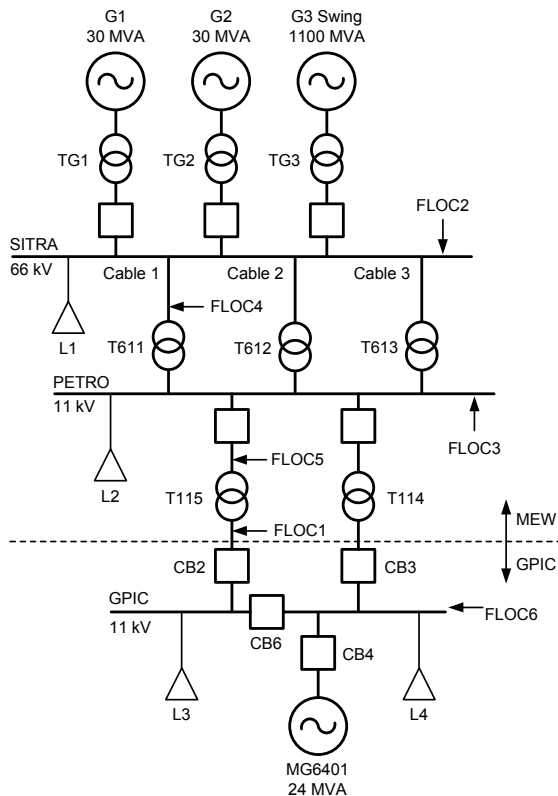 G1
30 MVA
G2
30 MVA
G3 Swing
1100 MVA
TG1
TG2
TG3
FLOC2
SITRA
66 kV
Cable 1
Cable 2
Cable 3
FLOC4
L1
T611
T612
T613
PETRO
11 kV
FLOC3
L2
FLOC5
T115
T114
FLOC1
MEW
GPIC
CB2
CB3
GPIC
11 kV
FLOC6
CB6
CB4
L3
L4
MG6401
24 MVA